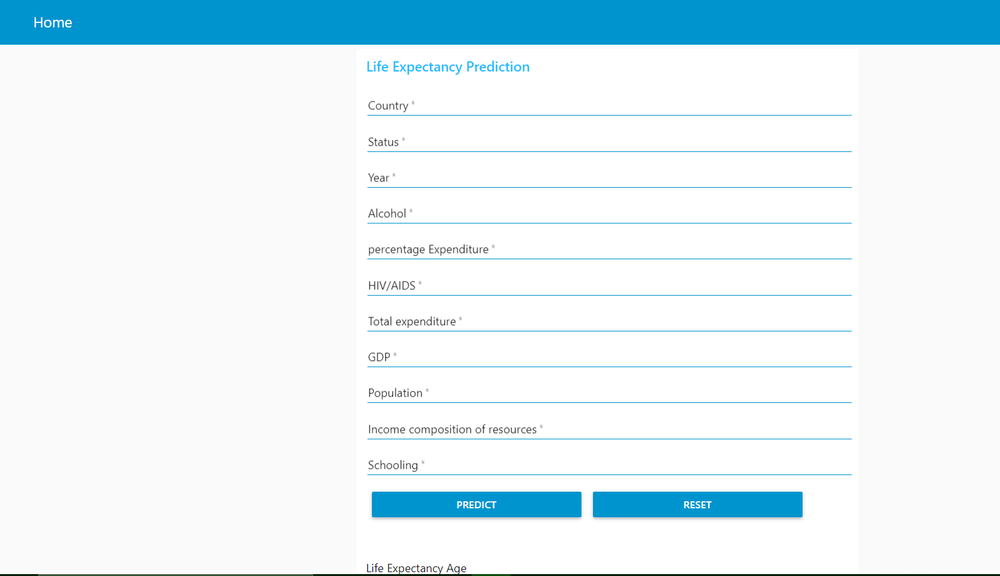 Home
Life Expectancy Prediction
Country *
Status *
Year *
Alcohol *
percentage Expenditure *
HIV/AIDS *
Total expenditure *
GDP *
Population *
Income composition of resources *
Schooling *
PREDICT RESET
Life Expectancy Age